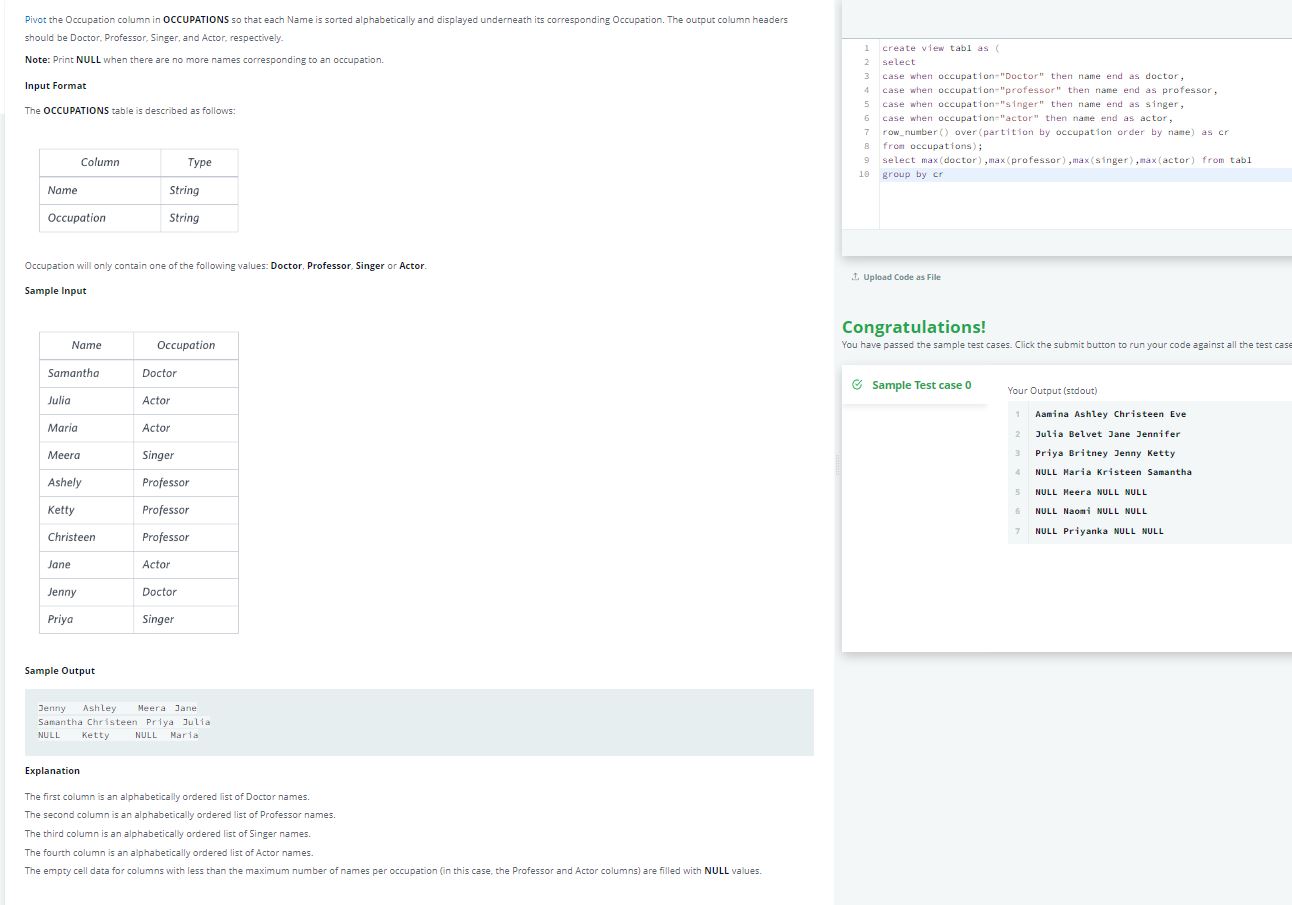 Pivot the Occupation column in OCCUPATIONS so that each Name is sorted alphabetically and displayed underneath its corresponding Occupation. The output column headers
should be Doctor, Professor, Singer, and Actor, respectively.
Note: Print NULL when there are no more names corresponding to an occupation.
Input Format
The OCCUPATIONS table is described as follows:
Column Type
Name String
Occupation String
Occupation will only contain one of the following values: Doctor, Professor, Singer or Actor.
Sample Input
Name Occupation
Samantha Doctor
Julia Actor
Maria Actor
Meera Singer
Ashely Professor
Ketty Professor
Christeen Professor
Jane Actor
Jenny Doctor
Priya Singer
Sample Output
Jenny Ashley Meera Jane
Samantha Christeen Priya Julia
NULL Ketty NULL Maria
Explanation
The first column is an alphabetically ordered list of Doctor names.
The second column is an alphabetically ordered list of Professor names.
The third column is an alphabetically ordered list of Singer names.
The fourth column is an alphabetically ordered list of Actor names.
The empty cell data for columns with less than the maximum number of names per occupation (in this case, the Professor and Actor columns) are filled with NULL values.
1 create view tabl as (
2 select
3 case when occupation="Doctor" then name end as doctor,
4 case when occupation="professor" then name end as professor,
5 case when occupation="singer" then name end as singer,
6 case when occupation="actor" then name end as actor,
7 row_number() over(partition by occupation order by name) as cr
8 from occupations);
9 select max(doctor),max(professor),max(singer),max(actor) from tabl
10 group by cr
Upload Code as File
Congratulations!
You have passed the sample test cases. Click the submit button to run your code against all the test case
Sample Test case 0
Your Output (stdout)
1 Aamina Ashley Christeen Eve
2 Julia Belvet Jane Jennifer
3 Priya Britney Jenny Ketty
4 NULL Maria Kristeen Samantha
5 NULL Meera NULL NULL
6 NULL Naomi NULL NULL
7 NULL Priyanka NULL NULL